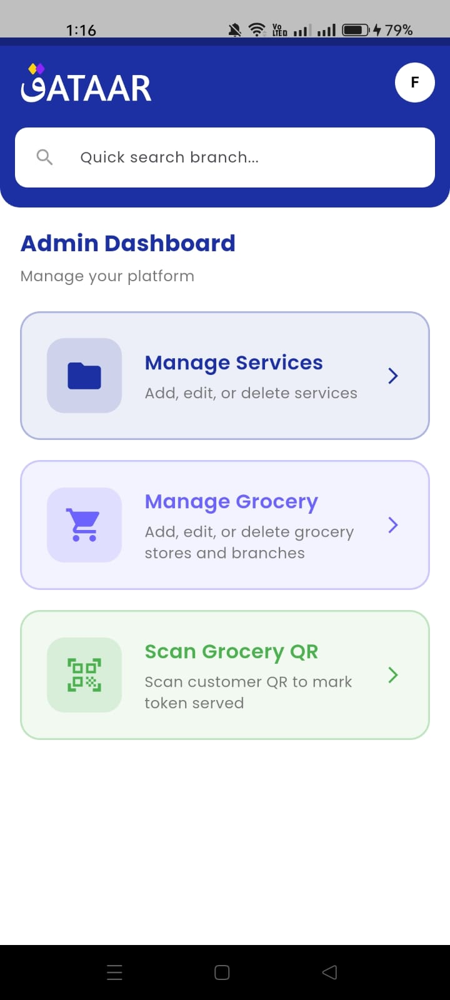 1:16 Vo LTED 79%
قATAAR
F
Quick search branch...
Admin Dashboard
Manage your platform
Manage Services
Add, edit, or delete services
Manage Grocery
Add, edit, or delete grocery
stores and branches
Scan Grocery QR
Scan customer QR to mark
token served